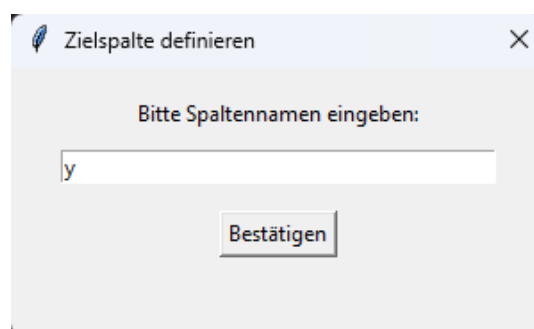 Zielspalte definieren
Bitte Spaltennamen eingeben:
y
Bestätigen